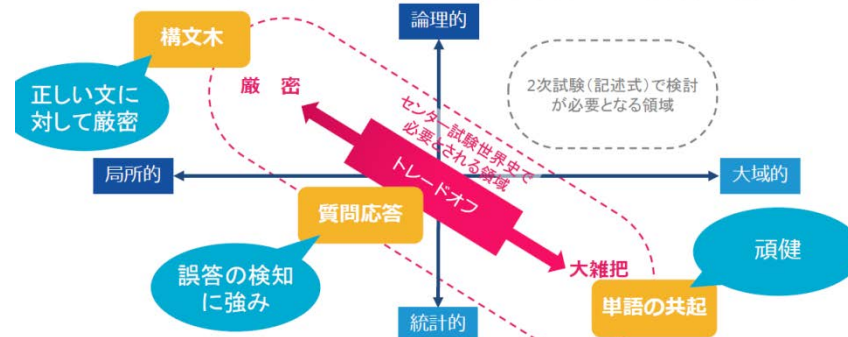 論理的
構文木
正しい文に
対して厳密
厳 密
センター試験世界史で
必要とされる領域
2次試験(記述式)で検討
が必要となる領域
局所的
トレードオフ
大域的
質問応答
頑健
誤答の検知
に強み
大雑把
単語の共起
統計的